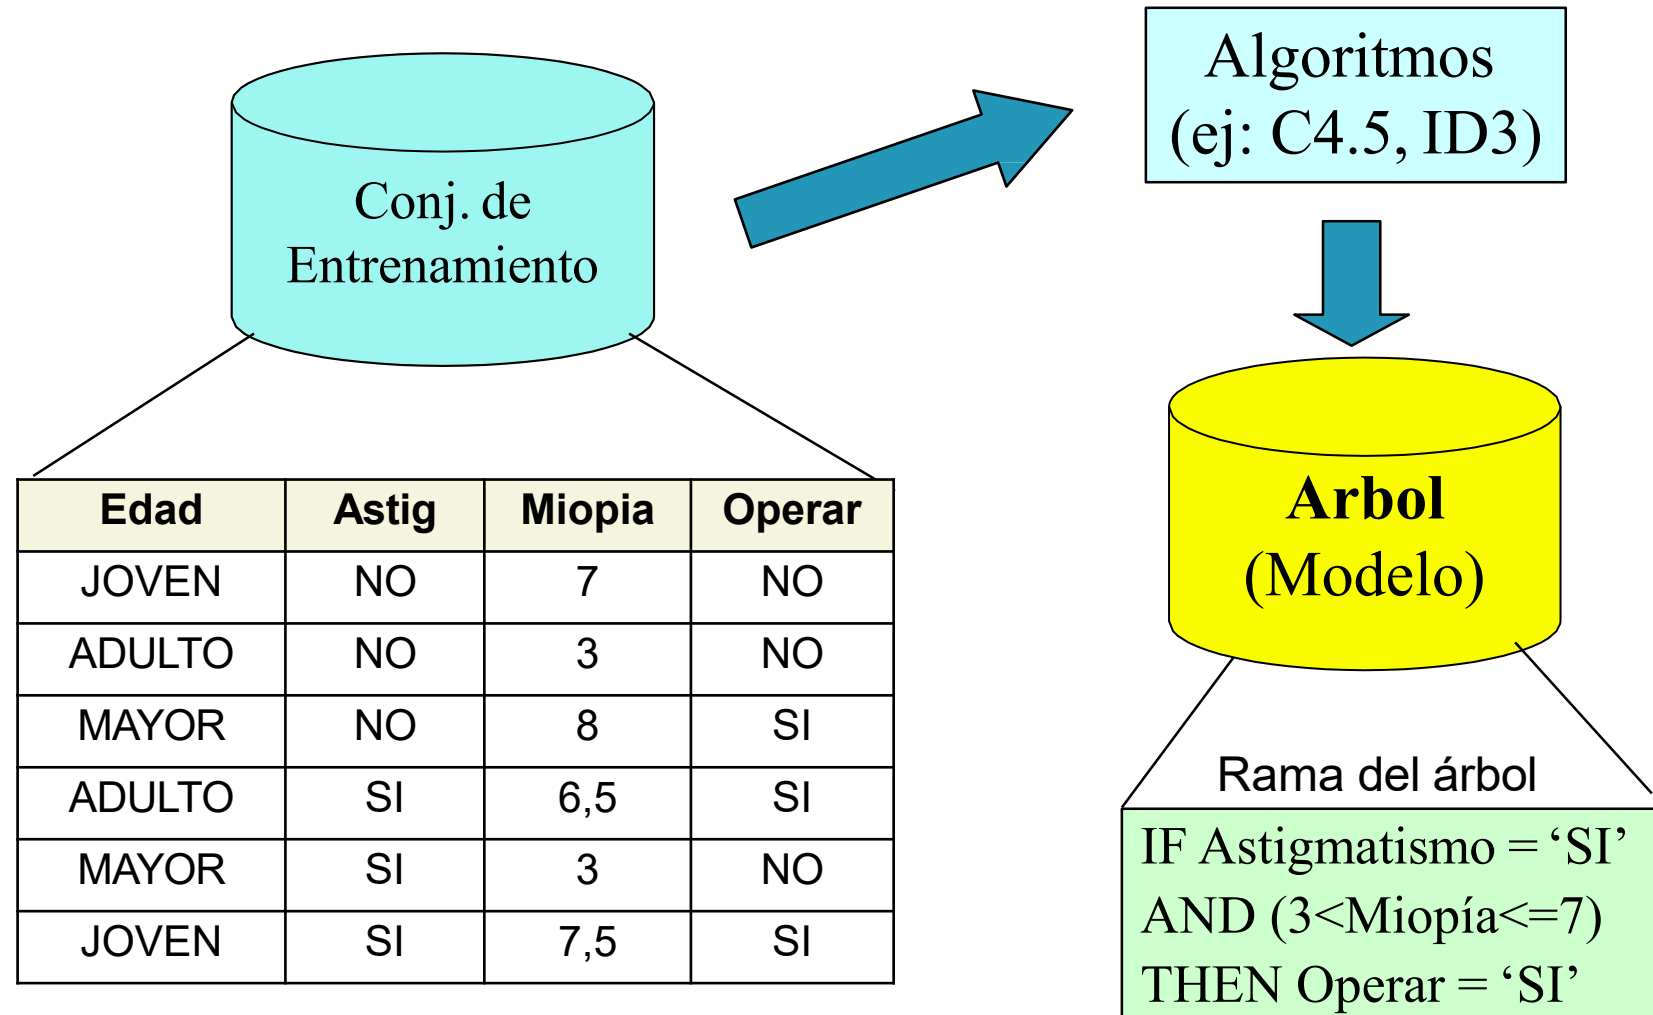 Conj. de
Entrenamiento
Algoritmos
(ej: C4.5, ID3)
Edad Astig Miopia Operar
JOVEN NO 7 NO
ADULTO NO 3 NO
MAYOR NO 8 SI
ADULTO SI 6,5 SI
MAYOR SI 3 NO
JOVEN SI 7,5 SI
Arbol
(Modelo)
Rama del árbol
IF Astigmatismo = ‘SI’
AND (3<Miopía<=7)
THEN Operar = ‘SI’